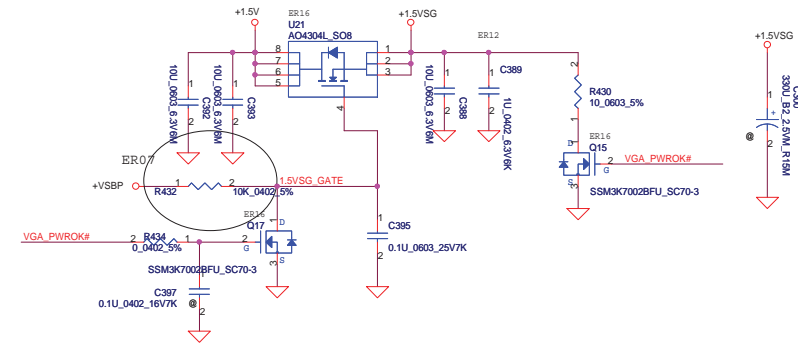 +1.5V
ER16
U21
AO4304L_SO8
+1.5VSG
ER12
+1.5VSG
8
7
6
5
1
2
3
4
1
2
10U_0603_6.3V6M
C392
1
2
10U_0603_6.3V6M
C393
1
2
10U_0603_6.3V6M
C388
1
2
C389
1U_0402_6.3V6K
2
R430
10_0603_5%
1
1
+
2
330U_B2_2.5VM_R15M
@
ER16
Q15
D
1
G
2
S
3
VGA_PWROK#
SSM3K7002BFU_SC70-3
ER07
+VSBP
1
R432
2
10K_0402_5%
1.5VSG_GATE
ER16
Q17
D
1
G
2
S
3
SSM3K7002BFU_SC70-3
VGA_PWROK#
2
R434
1
0_0402_5%
1
C395
0.1U_0603_25V7K
2
1
C397
0.1U_0402_16V7K
@
2